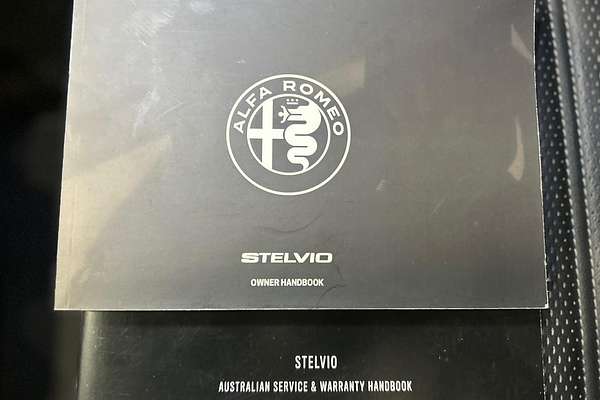 ALFA ROMEO
STELVIO
OWNER HANDBOOK
STELVIO
AUSTRALIAN SERVICE & WARRANTY HANDBOOK